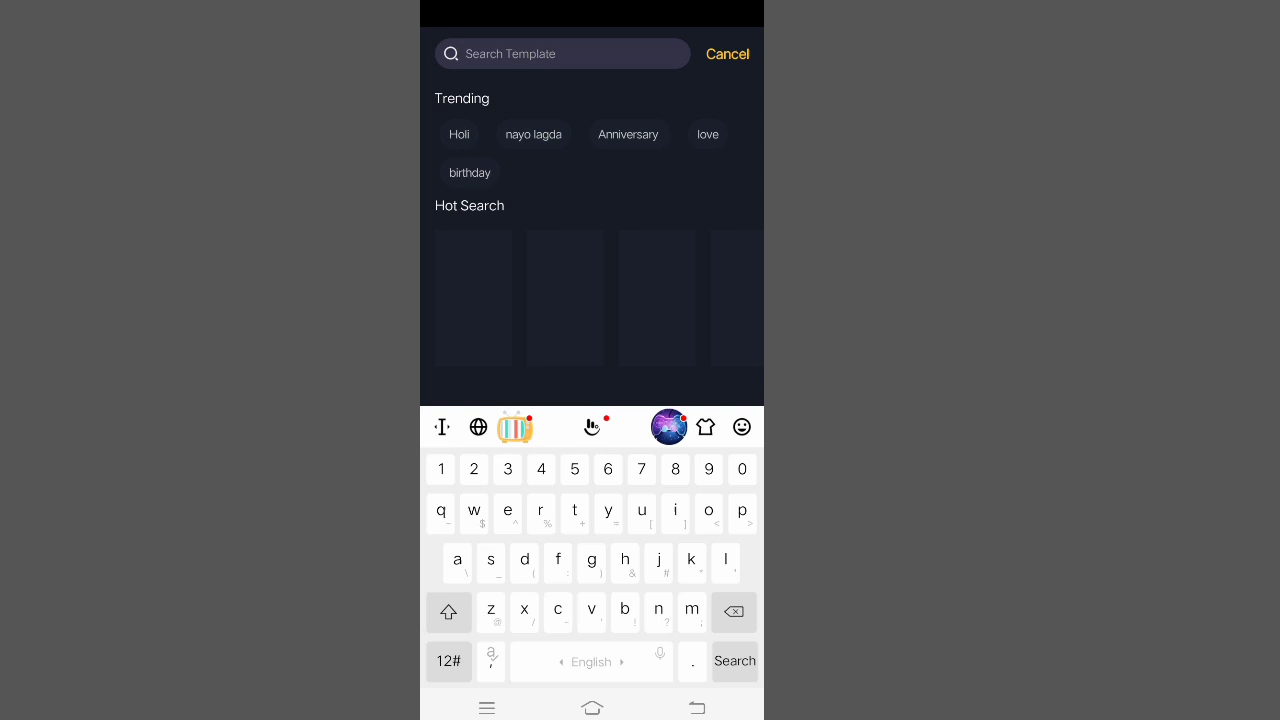 Search Template Cancel
Trending
Holi nayo lagda Anniversary love
birthday
Hot Search
1 2 3 4 5 6 7 8 9 0
q w e r t y u i o p
~ $ ^ % + = [ ] < >
a s d f g h j k l
\ _ ( : ) & # * '
z x c v b n m
@ / - ' ! ? ;
12# a , English . Search